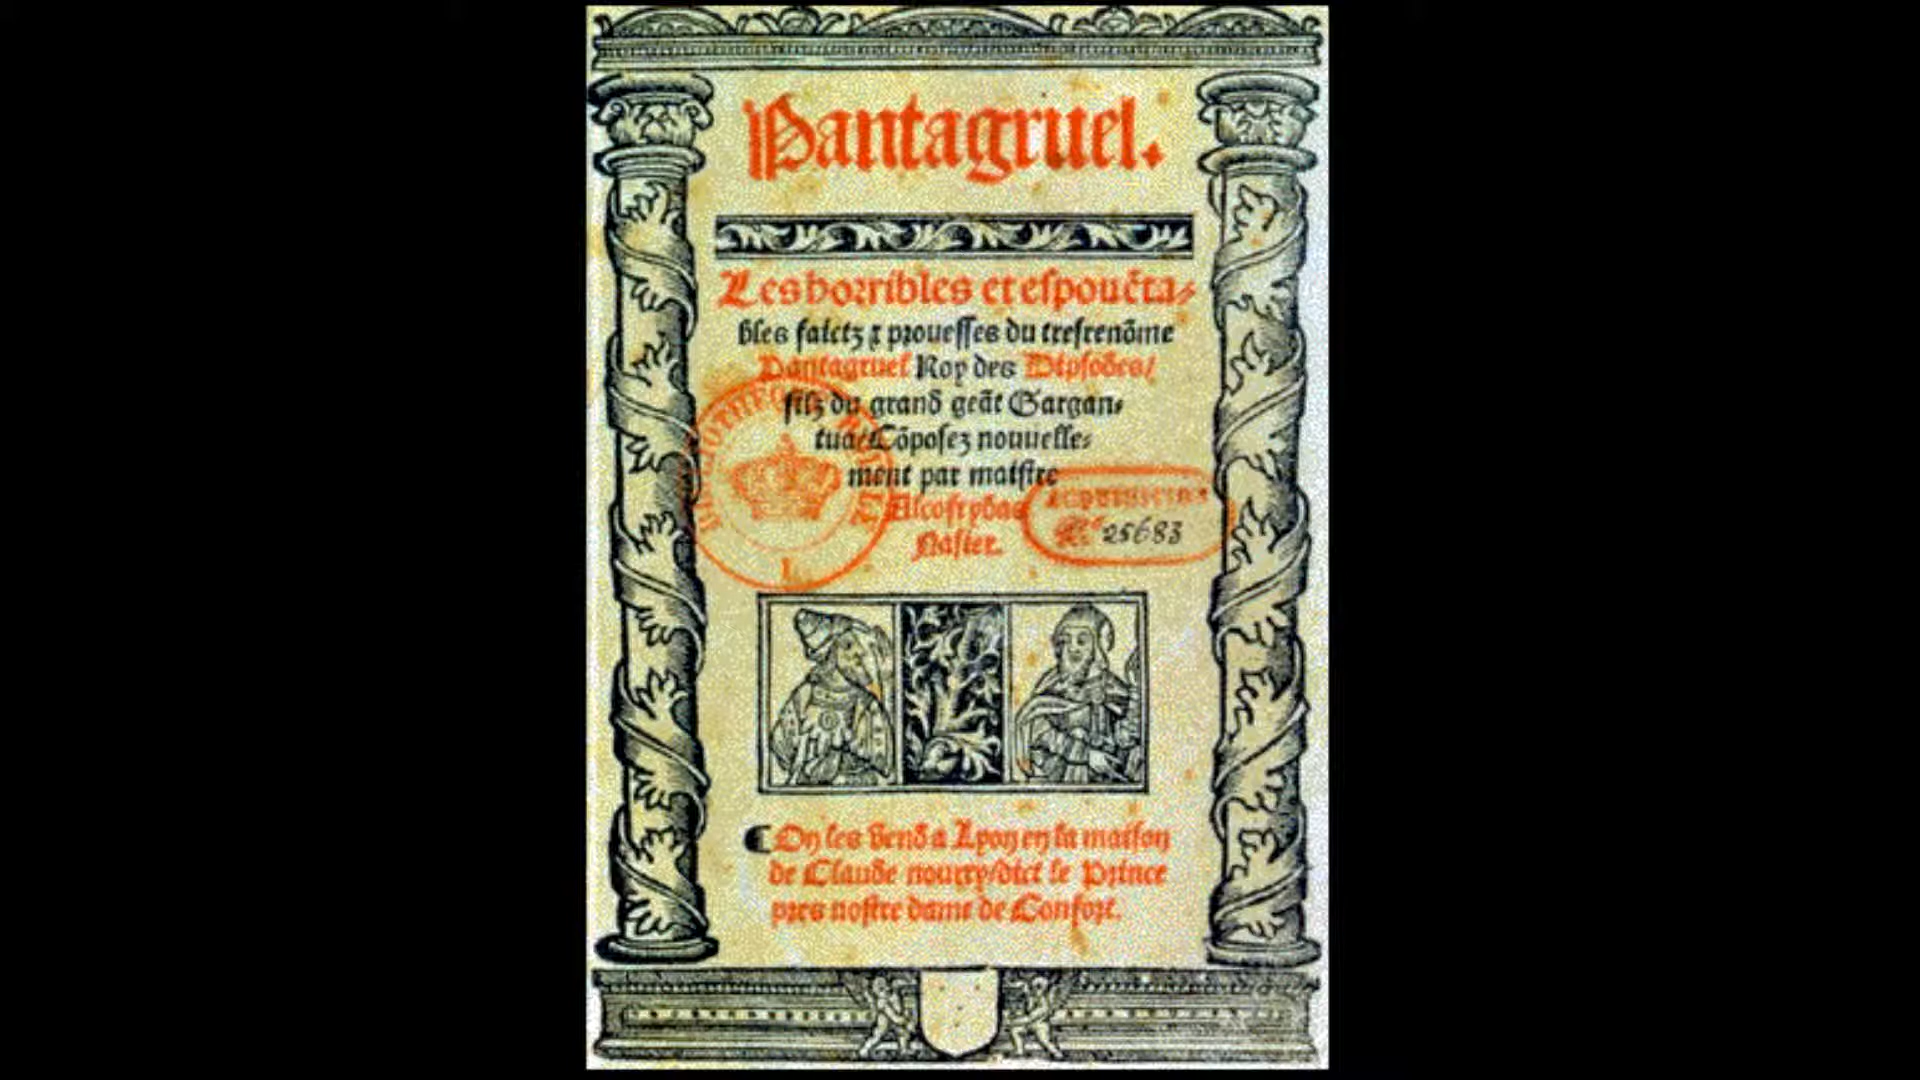 Pantagruel.
Les horribles et espouẽta-
bles faictz ⁊ prouesses du tresrenõme
Pantagruel Roy des Dipsodes/
filz du grand geãt Gargan-
tua/ Cõposez nouuelle-
ment par maistre
Alcofrybas
Nasier.
N° 25683
¶ On les vend a Lyon en la maison
de Claude nourry/ dict le Prince
pres nostre dame de Confort.